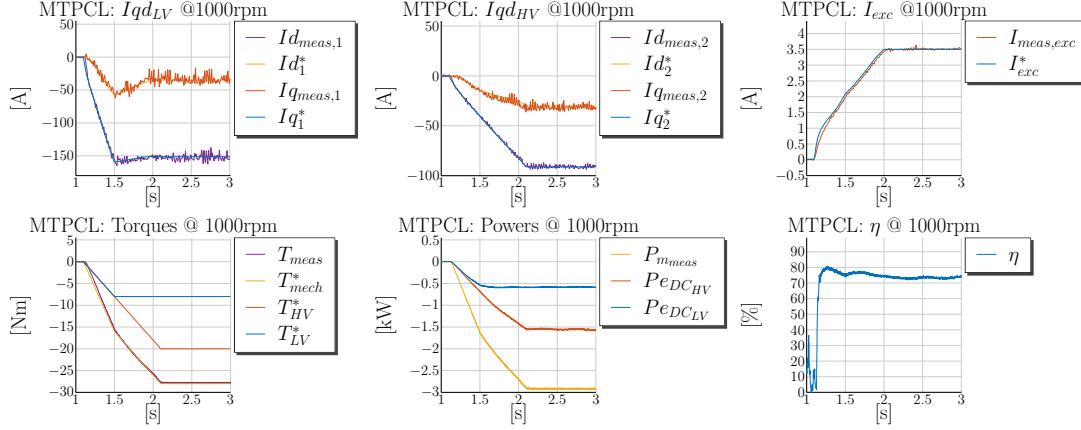 MTPCL: Iqd_LV @1000rpm
0
−50
−100
−150
[A]
1 1.5 2 2.5 3
[s]
Id_meas,1
Id*_1
Iq_meas,1
Iq*_1
MTPCL: Iqd_HV @1000rpm
50
0
−50
−100
[A]
1 1.5 2 2.5 3
[s]
Id_meas,2
Id*_2
Iq_meas,2
Iq*_2
MTPCL: I_exc @1000rpm
4
3.5
3
2.5
2
1.5
1
0.5
0
−0.5
[A]
1 1.5 2 2.5 3
I_meas,exc
I*_exc
MTPCL: Torques @ 1000rpm
5
0
−5
−10
−15
−20
−25
−30
[Nm]
1 1.5 2 2.5 3
[s]
T_meas
T*_mech
T*_HV
T*_LV
MTPCL: Powers @ 1000rpm
0.5
0
−0.5
−1
−1.5
−2
−2.5
−3
[kW]
1 1.5 2 2.5 3
[s]
P_m_meas
Pe_DC_HV
Pe_DC_LV
MTPCL: η @ 1000rpm
90
80
70
60
50
40
30
20
10
0
[%]
1 1.5 2 2.5 3
[s]
η